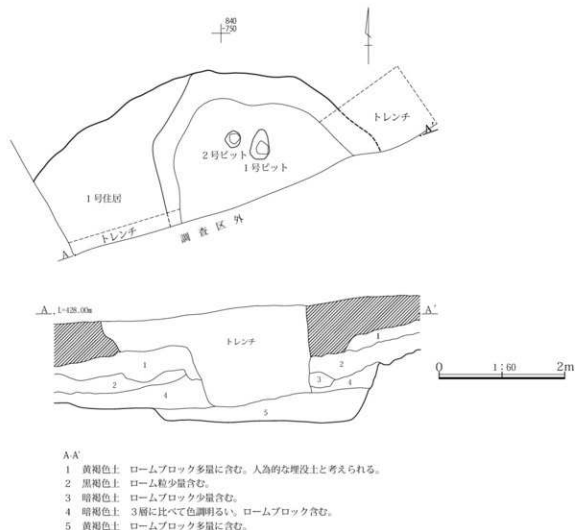 840
-750
トレンチ
A'
2号ピット
1号ピット
1号住居
トレンチ
調査区外
A
A L=428.00m
A'
トレンチ
1
1
2
2
3
4
4
5
0 1:60 2m
A-A'
1 黄褐色土 ロームブロック多量に含む。人為的な埋没土と考えられる。
2 黒褐色土 ローム粒少量含む。
3 暗褐色土 ロームブロック少量含む。
4 暗褐色土 3層に比べて色調明るい。ロームブロック含む。
5 黄褐色土 ロームブロック多量に含む。